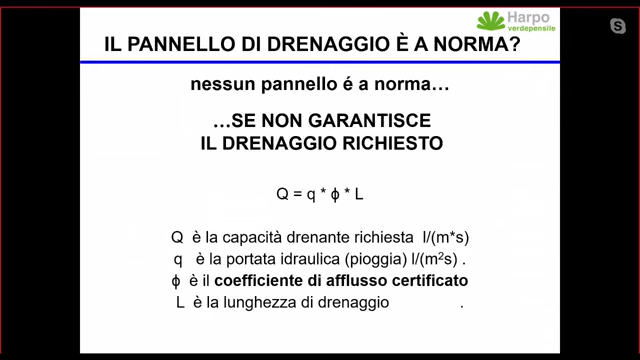 Harpo
verdepensile
IL PANNELLO DI DRENAGGIO È A NORMA?
nessun pannello é a norma…
…SE NON GARANTISCE
IL DRENAGGIO RICHIESTO
Q = q * ϕ * L
Q è la capacità drenante richiesta l/(m*s)
q è la portata idraulica (pioggia) l/(m²s) .
ϕ è il coefficiente di afflusso certificato
L è la lunghezza di drenaggio .